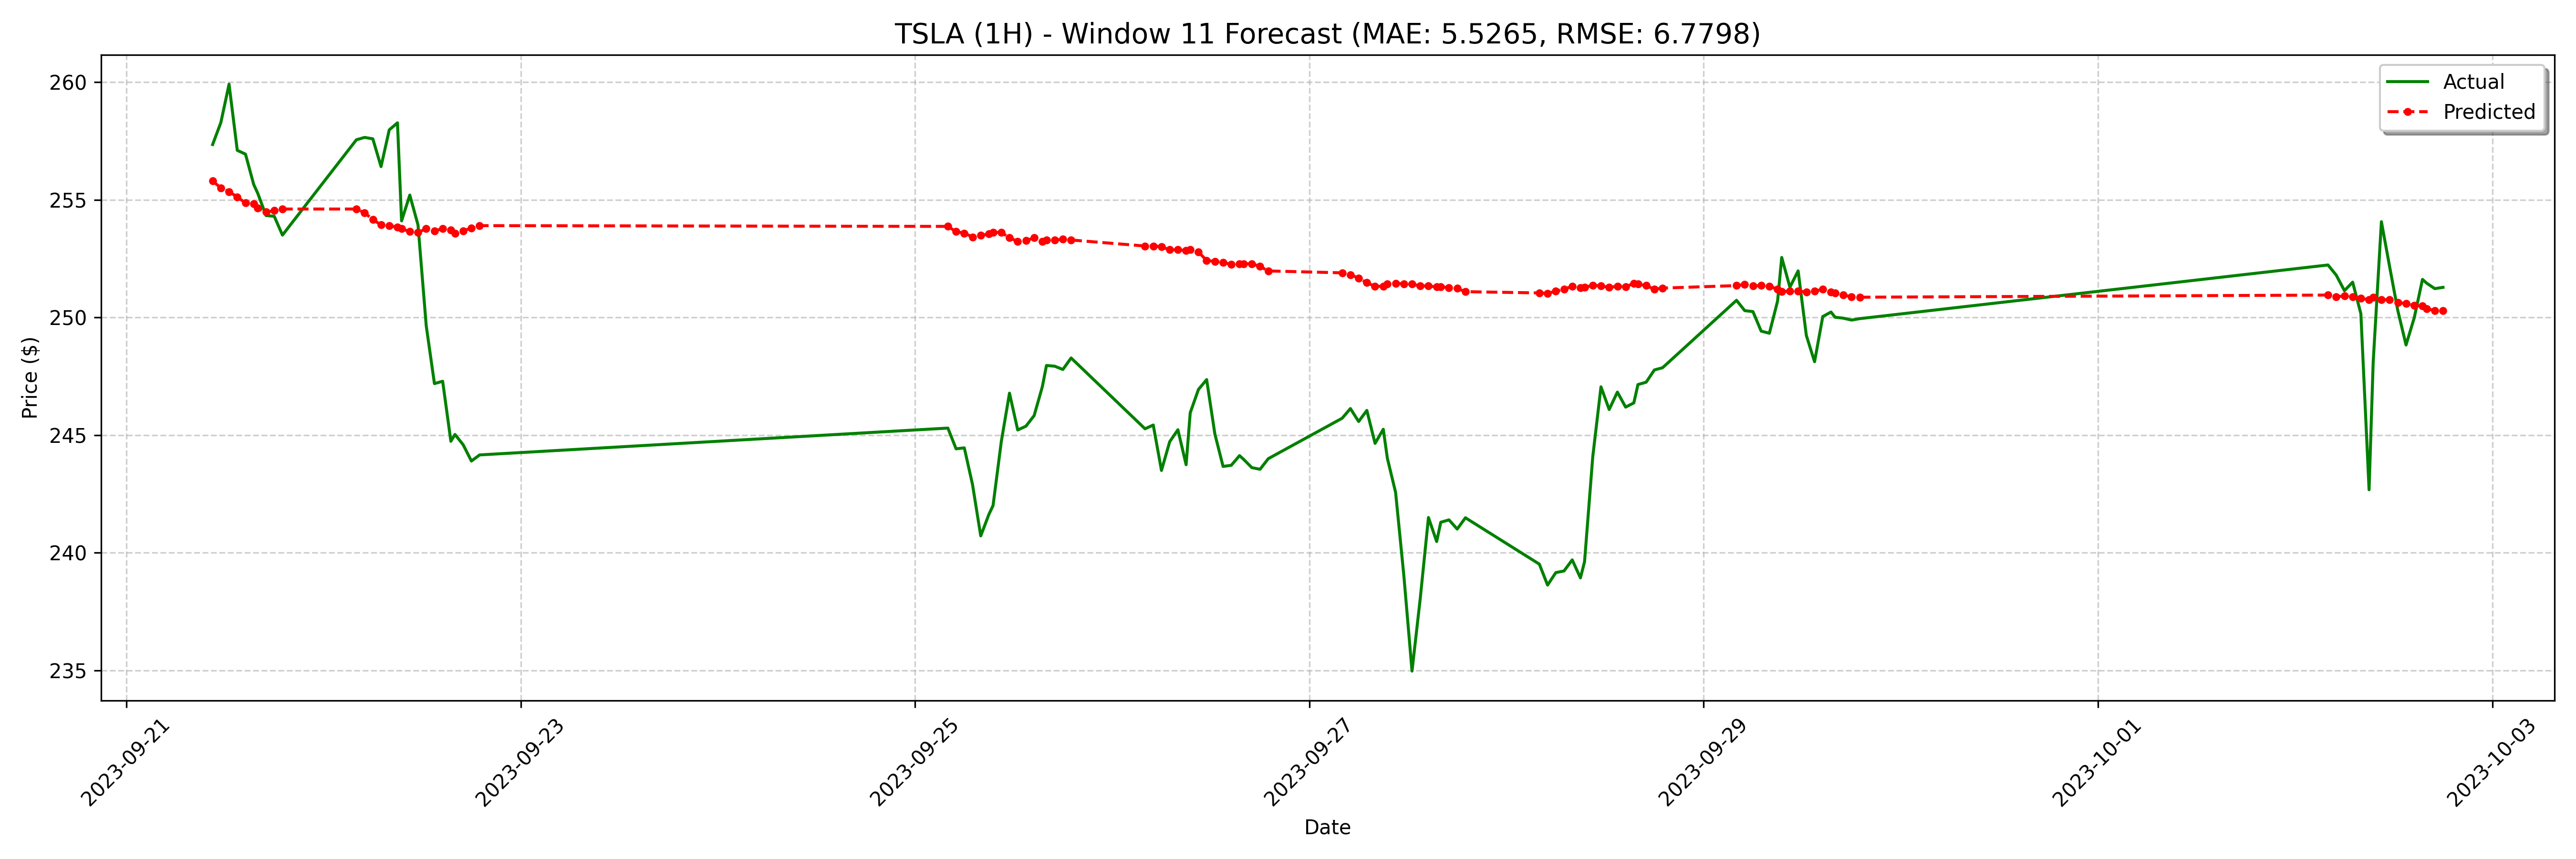 TSLA (1H) - Window 11 Forecast (MAE: 5.5265, RMSE: 6.7798)
Actual
Predicted
Price ($)
260
255
250
245
240
235
2023-09-21
2023-09-23
2023-09-25
2023-09-27
2023-09-29
2023-10-01
2023-10-03
Date